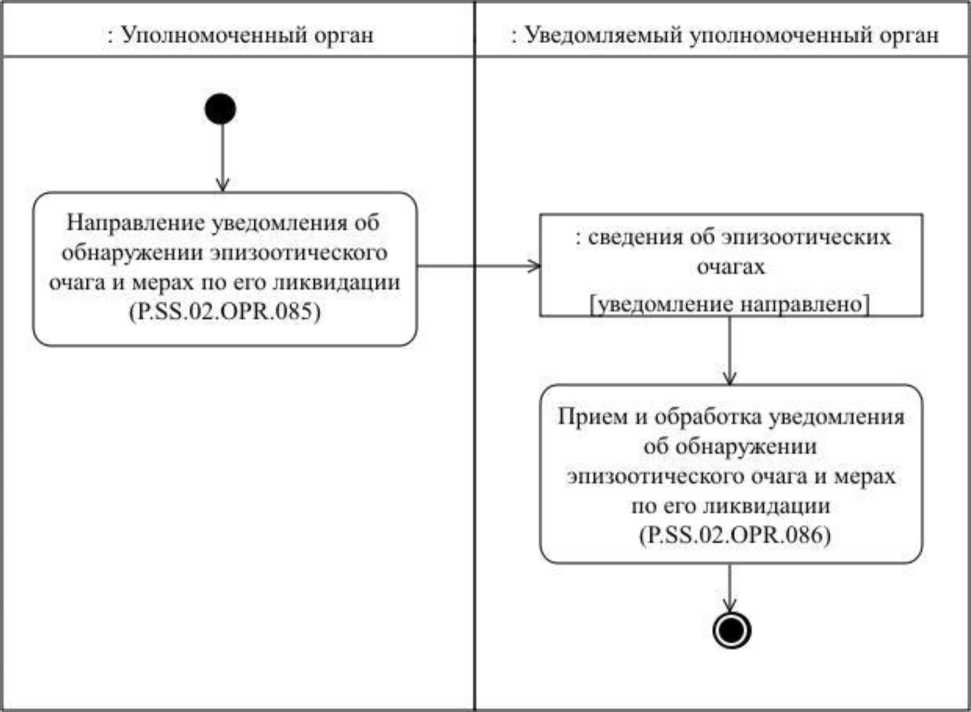 : Уполномоченный орган
: Уведомляемый уполномоченный орган
Направление уведомления об
обнаружении эпизоотического
очага и мерах по его ликвидации
(P.SS.02.OPR.085)
: сведения об эпизоотических
очагах
[уведомление направлено]
Прием и обработка уведомления
об обнаружении
эпизоотического очага и мерах
по его ликвидации
(P.SS.02.OPR.086)